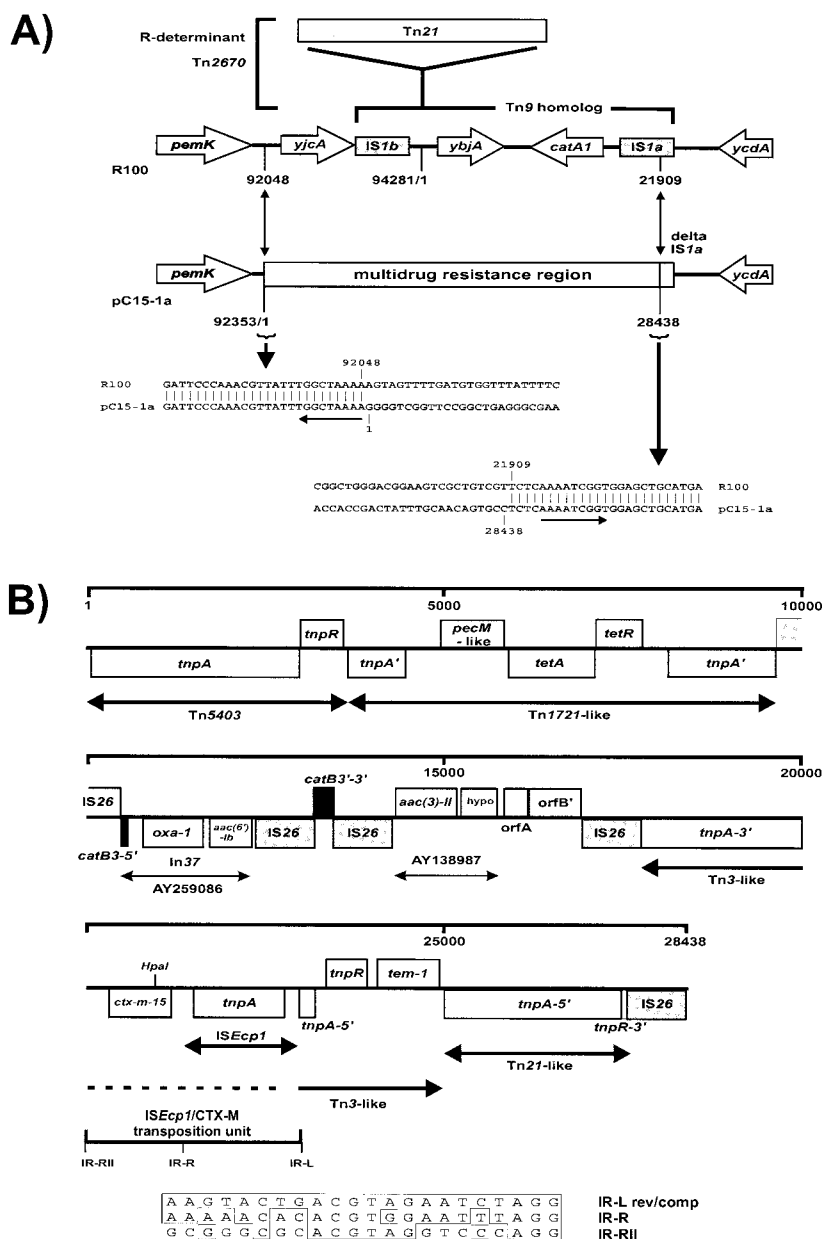 A)
R-determinant
Tn2670
Tn21
Tn9 homolog
pemK yjcA IS1b ybjA catA1 IS1a ycdA
R100
92048 94281/1 21909
delta
IS1a
pemK multidrug resistance region ycdA
pC15-1a
92353/1 28438
92048
R100 GATTCCCAAACGTTATTTGGCTAAAAAGTAGTTTTGATGTGGTTTATTTTC
pC15-1a GATTCCCAAACGTTATTTGGCTAAAAGGGGTCGGTTCCGGCTGAGGGCGAA
1
21909
CGGCTGGGACGGAAGTCGCTGTCGTTCTCAAAATCGGTGGAGCTGCATGA R100
ACCACCGACTATTTGCAACAGTGCCTCTCAAAATCGGTGGAGCTGCATGA pC15-1a
28438
B)
1 5000 10000
tnpR pecM
-like tetR
tnpA tnpA' tetA tnpA'
Tn5403 Tn1721-like
15000 20000
catB3'-3'
IS26 aac(3)-II hypo orfB'
oxa-1 aac(6')
-Ib IS26 IS26 orfA IS26 tnpA-3'
catB3-5' In37
AY259086 AY138987 Tn3-like
25000 28438
HpaI tnpR tem-1
ctx-m-15 tnpA tnpA-5' IS26
tnpA-5' tnpR-3'
ISEcp1 Tn21-like
Tn3-like
ISEcp1/CTX-M
transposition unit
IR-RII IR-R IR-L
A A G T A C T G A C G T A G A A T C T A G G IR-L rev/comp
A A A A A C A C A C G T G G A A T T T A G G IR-R
G C G G G C G C A C G T A G G T C C C A G G IR-RII